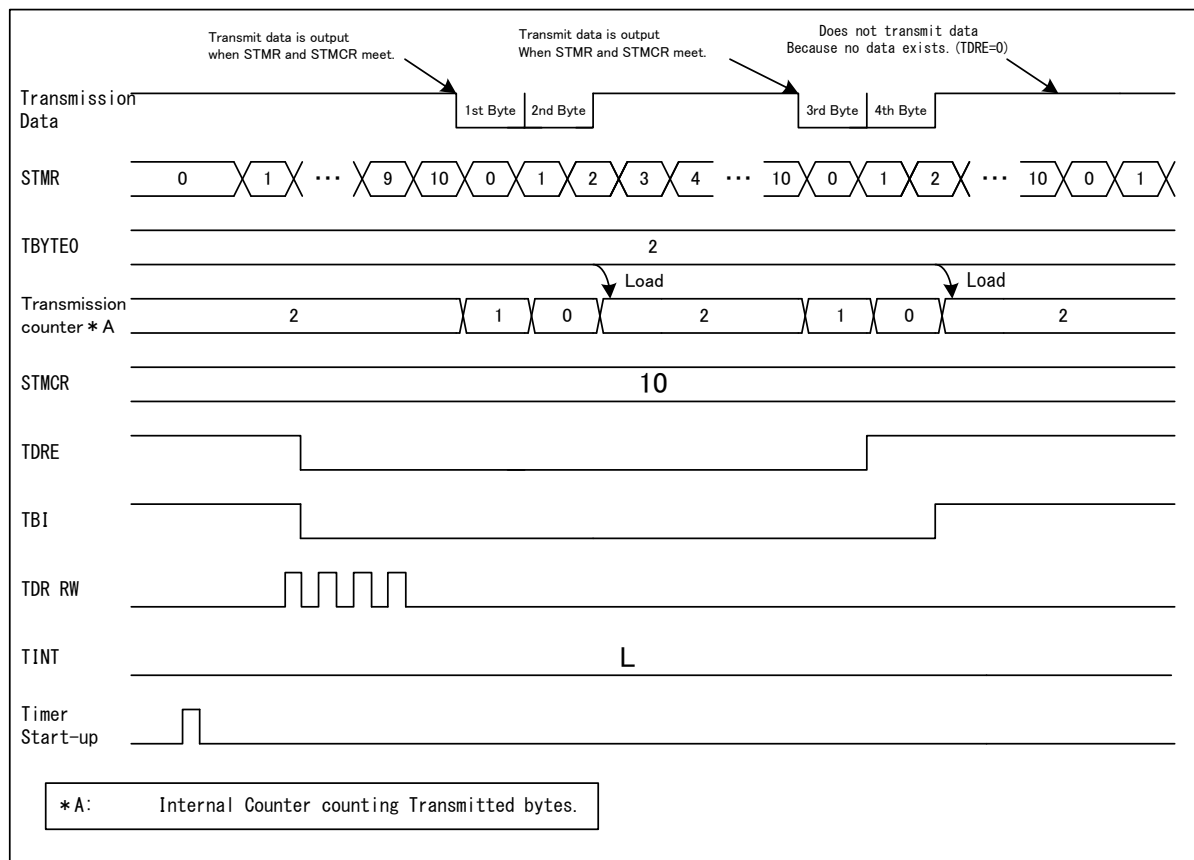 Transmit data is output
when STMR and STMCR meet.
Transmit data is output
When STMR and STMCR meet.
Does not transmit data
Because no data exists.(TDRE=0)
Transmission
Data
1st Byte
2nd Byte
3rd Byte
4th Byte
STMR
0 1 ··· 9 10 0 1 2 3 4 ··· 10 0 1 2 ··· 10 0 1
TBYTE0
2
Load
Load
Transmission
counter *A
2 1 0 2 1 0 2
STMCR
10
TDRE
TBI
TDR RW
TINT
L
Timer
Start-up
*A: Internal Counter counting Transmitted bytes.